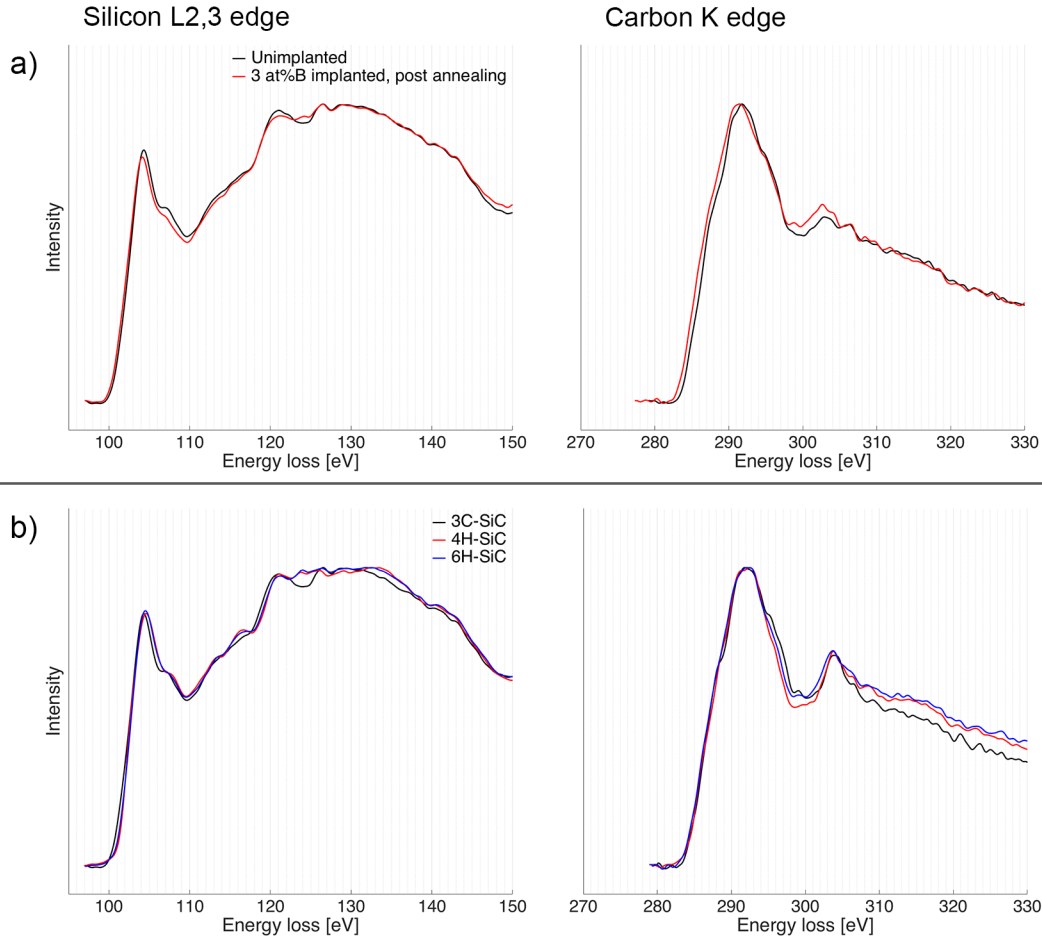 Silicon L2,3 edge
Carbon K edge
a)
Unimplanted
3 at%B implanted, post annealing
Intensity
100 110 120 130 140 150
Energy loss [eV]
270 280 290 300 310 320 330
Energy loss [eV]
b)
3C-SiC
4H-SiC
6H-SiC
Intensity
100 110 120 130 140 150
Energy loss [eV]
270 280 290 300 310 320 330
Energy loss [eV]